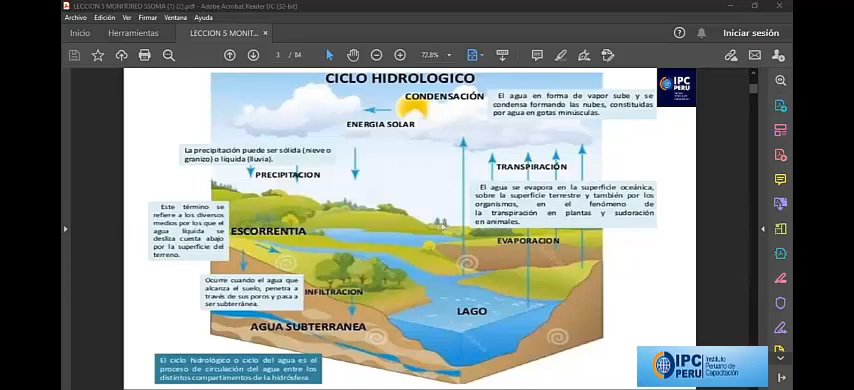 LECCION 5 MONITOREO SSOMA (1) (2).pdf - Adobe Acrobat Reader DC (32-bit)
Archivo Edición Ver Firmar Ventana Ayuda
Inicio Herramientas LECCION 5 MONIT... × Iniciar sesión
3 / 84 72.8%
CICLO HIDROLOGICO
IPC
PERU
CONDENSACIÓN
El agua en forma de vapor sube y se
condensa formando las nubes, constituidas
por agua en gotas minúsculas.
ENERGIA SOLAR
La precipitación puede ser sólida (nieve o
granizo) o líquida (lluvia).
PRECIPITACION
TRANSPIRACIÓN
El agua se evapora en la superficie oceánica,
sobre la superficie terrestre y también por los
organismos, en el fenómeno de
la transpiración en plantas y sudoración
en animales.
Este término se
refiere a los diversos
medios por los que el
agua líquida se
desliza cuesta abajo
por la superficie del
terreno.
ESCORRENTIA
EVAPORACION
Ocurre cuando el agua que
alcanza el suelo, penetra a
través de sus poros y pasa a
ser subterránea.
INFILTRACION
LAGO
AGUA SUBTERRANEA
El ciclo hidrológico o ciclo del agua es el
proceso de circulación del agua entre los
distintos compartimentos de la hidrósfera
IPC
PERU
Instituto
Peruano de
Capacitación